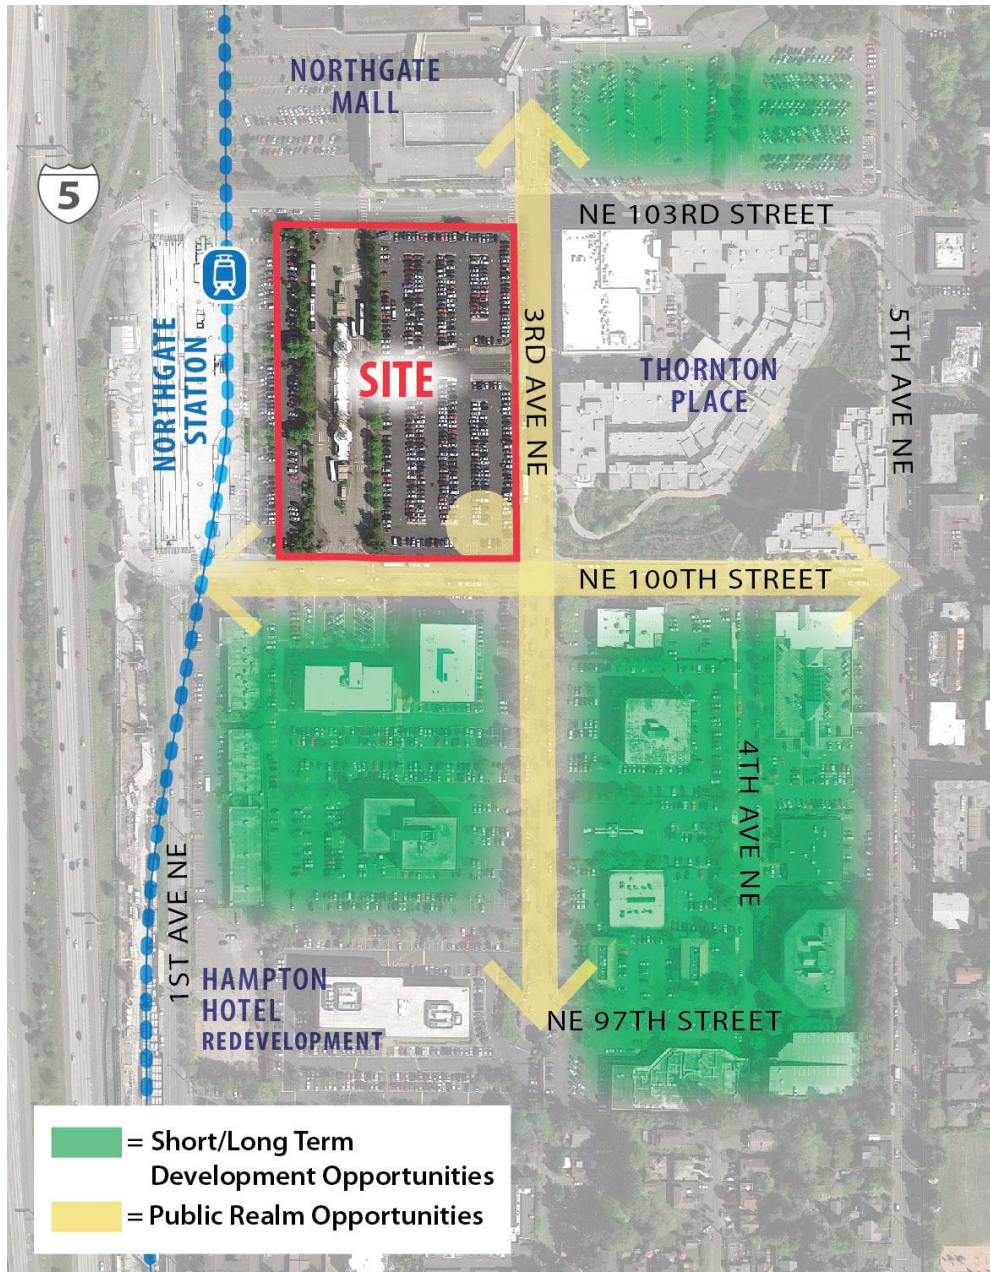 NORTHGATE
MALL
5
NE 103RD STREET
NORTHGATE
STATION
SITE
3RD AVE NE
THORNTON
PLACE
5TH AVE NE
NE 100TH STREET
4TH AVE NE
1ST AVE NE
HAMPTON
HOTEL
REDEVELOPMENT
NE 97TH STREET
= Short/Long Term
Development Opportunities
= Public Realm Opportunities